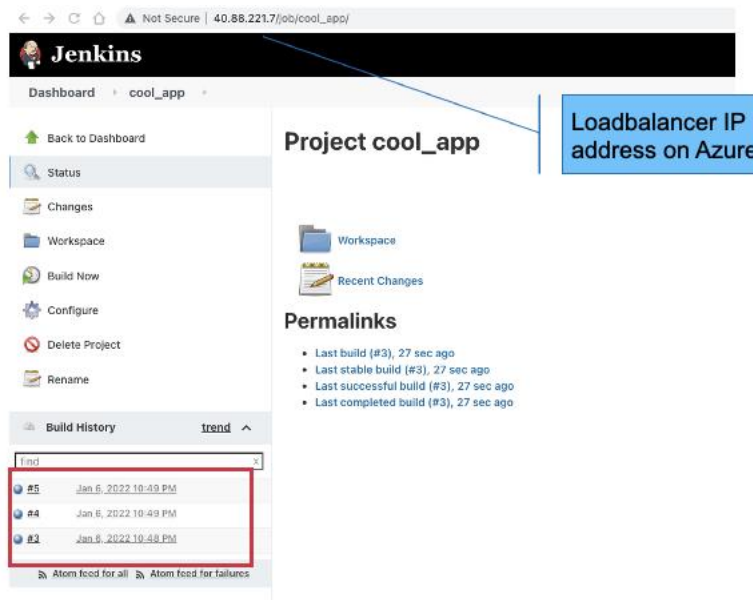 Not Secure | 40.88.221.7/job/cool_app/
Jenkins
Dashboard cool_app
Loadbalancer IP
address on Azure
Back to Dashboard
Project cool_app
Status
Changes
Workspace
Workspace
Build Now
Recent Changes
Configure
Permalinks
Delete Project
Last build (#3), 27 sec ago
Last stable build (#3), 27 sec ago
Rename
Last successful build (#3), 27 sec ago
Last completed build (#3), 27 sec ago
Build History trend
find X
#5 Jan 6, 2022 10:49 PM
#4 Jan 6, 2022 10:49 PM
#3 Jan 6, 2022 10:48 PM
Atom feed for all Atom feed for failures